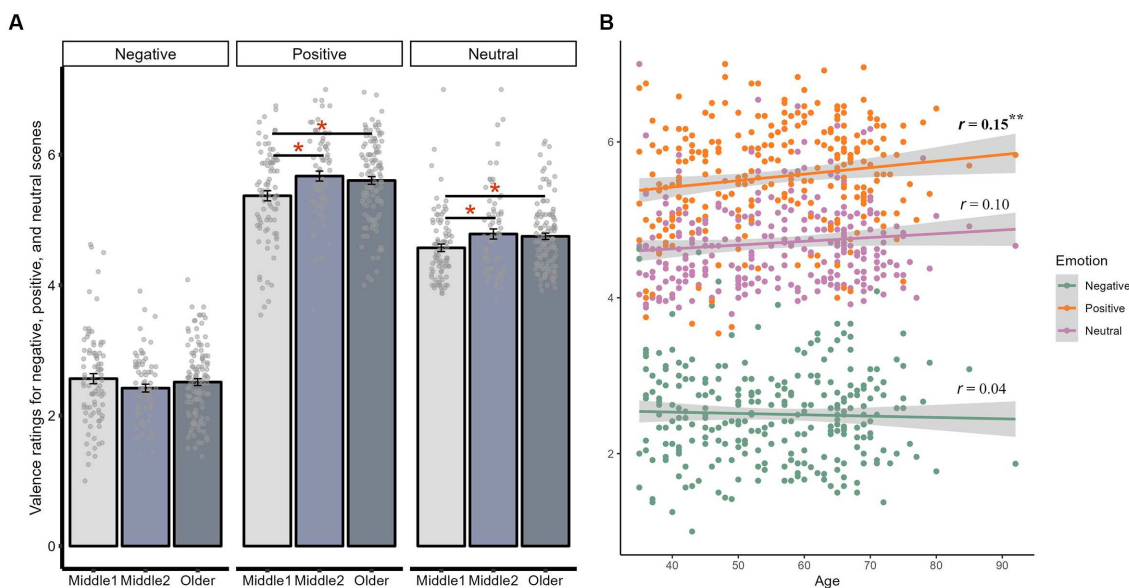 A
Negative
Positive
Neutral
Valence ratings for negative, positive, and neutral scenes
6
4
2
0
*
*
*
*
Middle1 Middle2 Older
Middle1 Middle2 Older
Middle1 Middle2 Older
B
6
4
2
r = 0.15**
r = 0.10
r = 0.04
40 50 60 70 80 90
Age
Emotion
Negative
Positive
Neutral